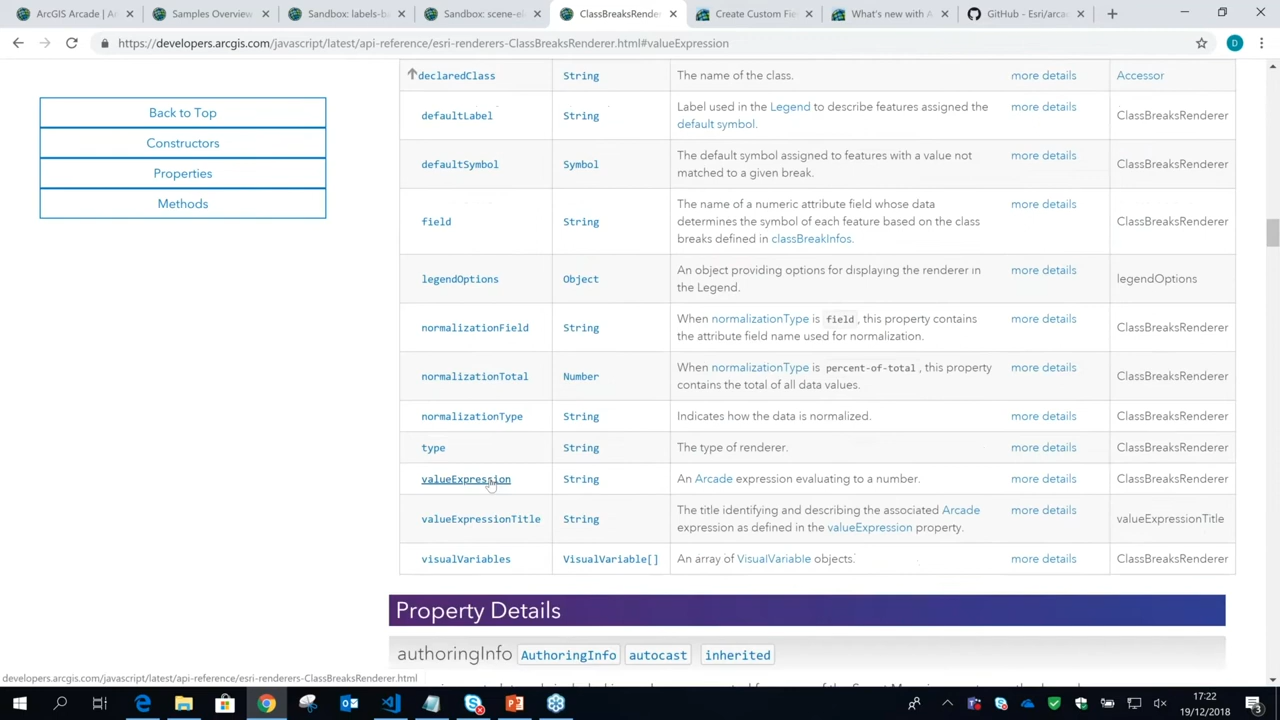 ArcGIS Arcade | Ar
Samples Overview
Sandbox: labels-ba
Sandbox: scene-el
ClassBreaksRende
Create Custom Fi
What's new with A
GitHub - Esri/arca
https://developers.arcgis.com/javascript/latest/api-reference/esri-renderers-ClassBreaksRenderer.html#valueExpression
D
Back to Top
Constructors
Properties
Methods
declaredClass String The name of the class. more details Accessor
defaultLabel String Label used in the Legend to describe features assigned the more details ClassBreaksRenderer
default symbol.
defaultSymbol Symbol The default symbol assigned to features with a value not more details ClassBreaksRenderer
matched to a given break.
field String The name of a numeric attribute field whose data more details ClassBreaksRenderer
determines the symbol of each feature based on the class
breaks defined in classBreakInfos.
legendOptions Object An object providing options for displaying the renderer in more details legendOptions
the Legend.
normalizationField String When normalizationType is field, this property contains more details ClassBreaksRenderer
the attribute field name used for normalization.
normalizationTotal Number When normalizationType is percent-of-total, this property more details ClassBreaksRenderer
contains the total of all data values.
normalizationType String Indicates how the data is normalized. more details ClassBreaksRenderer
type String The type of renderer. more details ClassBreaksRenderer
valueExpression String An Arcade expression evaluating to a number. more details ClassBreaksRenderer
valueExpressionTitle String The title identifying and describing the associated Arcade more details valueExpressionTitle
expression as defined in the valueExpression property.
visualVariables VisualVariable[] An array of VisualVariable objects. more details ClassBreaksRenderer
Property Details
authoringInfo AuthoringInfo autocast inherited
developers.arcgis.com/javascript/latest/api-reference/esri-renderers-ClassBreaksRenderer.html
17:22
19/12/2018
3